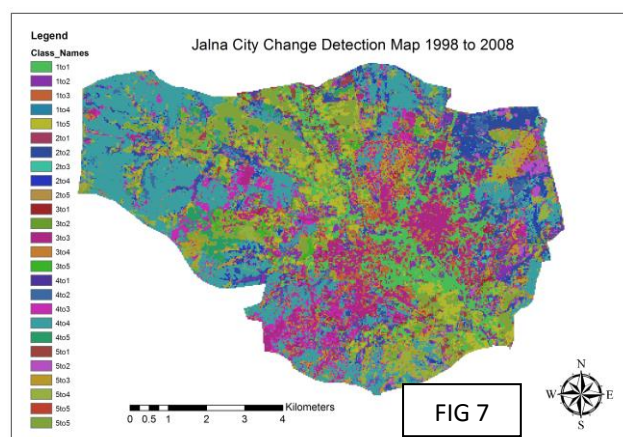 Legend
Class_Names
Jalna City Change Detection Map 1998 to 2008
1to1
1to2
1to3
1to4
1to5
2to1
2to2
2to3
2to4
2to5
3to1
3to2
3to3
3to4
3to5
4to1
4to2
4to3
4to4
4to5
5to1
5to2
5to3
5to4
5to5
5to5
Kilometers
0 0.5 1 2 3 4
FIG 7
N
W E
S